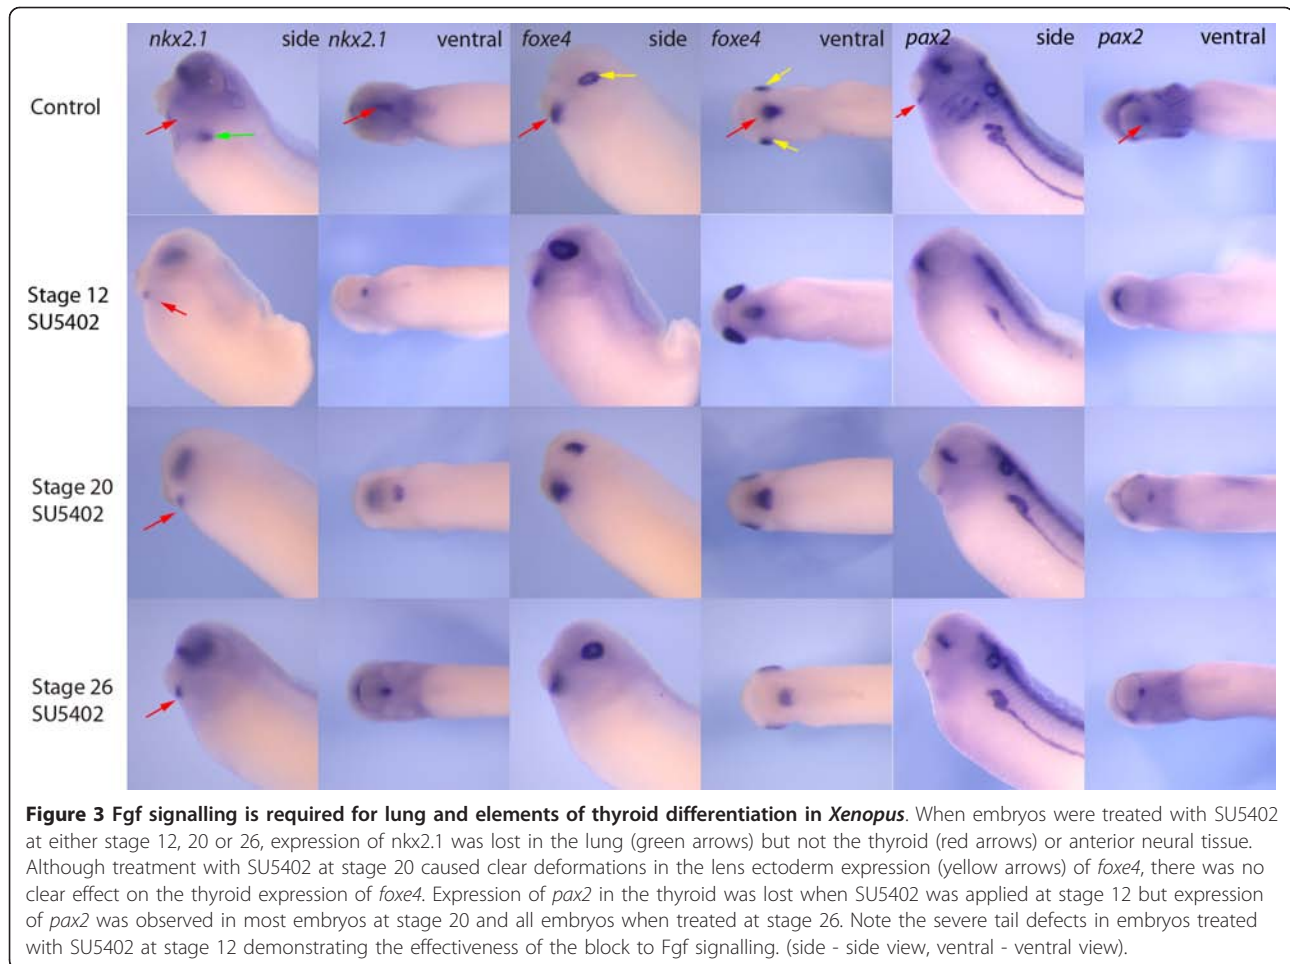 nkx2.1 side nkx2.1 ventral foxe4 side foxe4 ventral pax2 side pax2 ventral
Control
Stage 12
SU5402
Stage 20
SU5402
Stage 26
SU5402
Figure 3 Fgf signalling is required for lung and elements of thyroid differentiation in Xenopus. When embryos were treated with SU5402
at either stage 12, 20 or 26, expression of nkx2.1 was lost in the lung (green arrows) but not the thyroid (red arrows) or anterior neural tissue.
Although treatment with SU5402 at stage 20 caused clear deformations in the lens ectoderm expression (yellow arrows) of foxe4, there was no
clear effect on the thyroid expression of foxe4. Expression of pax2 in the thyroid was lost when SU5402 was applied at stage 12 but expression
of pax2 was observed in most embryos at stage 20 and all embryos when treated at stage 26. Note the severe tail defects in embryos treated
with SU5402 at stage 12 demonstrating the effectiveness of the block to Fgf signalling. (side - side view, ventral - ventral view).